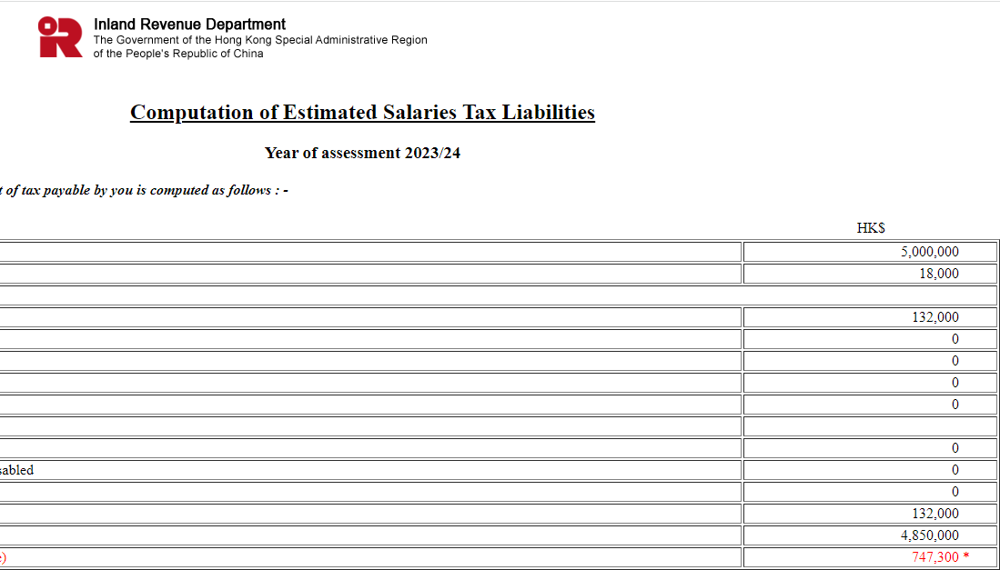 Inland Revenue Department
The Government of the Hong Kong Special Administrative Region
of the People's Republic of China
Computation of Estimated Salaries Tax Liabilities
Year of assessment 2023/24
of tax payable by you is computed as follows : -
HK$
5,000,000
18,000
132,000
0
0
0
0
0
sabled 0
0
132,000
4,850,000
) 747,300 *